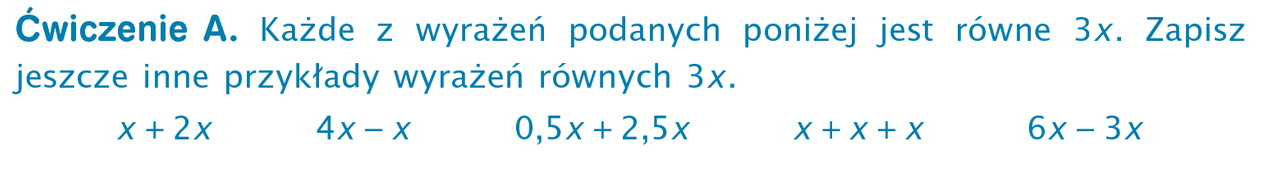 Ćwiczenie A. Każde z wyrażeń podanych poniżej jest równe 3x. Zapisz
jeszcze inne przykłady wyrażeń równych 3x.
x + 2x 4x – x 0,5x + 2,5x x + x + x 6x – 3x